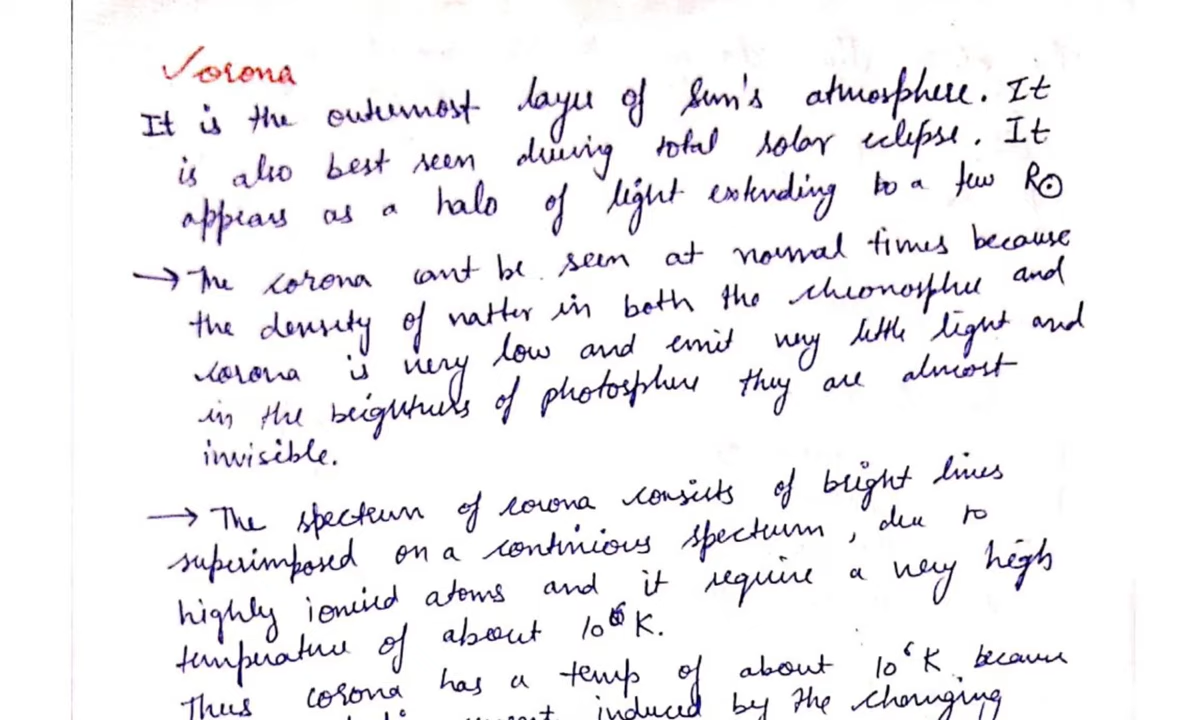 Corona
It is the outermost layer of Sun's atmosphere. It
is also best seen during total solar eclipse. It
appears as a halo of light extending to a few R⊙
→ The corona cant be seen at normal times because
the density of matter in both the chromosphere and
corona is very low and emit very little light and
in the brightness of photosphere they are almost
invisible.
→ The spectrum of corona consists of bright lines
superimposed on a continious spectrum, due to
highly ionized atoms and it require a very high
temperature of about 10⁶ K.
Thus corona has a temp of about 10⁶ K because
induced by the changing